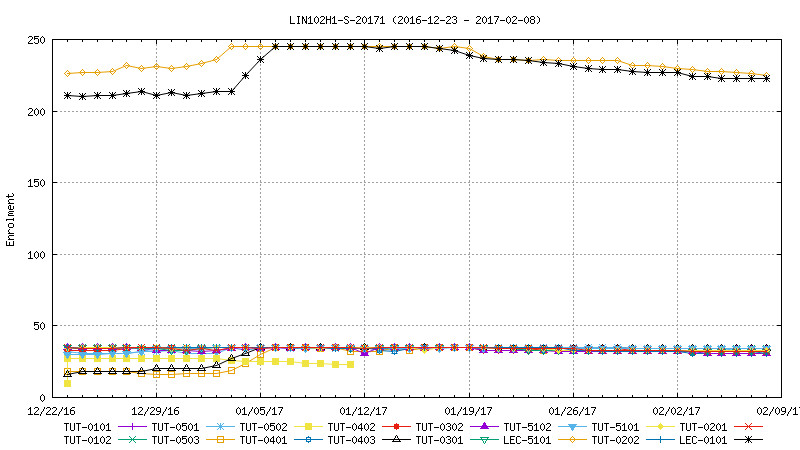 LIN102H1-S-20171 (2016-12-23 - 2017-02-08)
250
200
150
100
50
0
Enrolment
12/22/16 12/29/16 01/05/17 01/12/17 01/19/17 01/26/17 02/02/17 02/09/17
TUT-0101 TUT-0501 TUT-0502 TUT-0402 TUT-0302 TUT-5102 TUT-5101 TUT-0201
TUT-0102 TUT-0503 TUT-0401 TUT-0403 TUT-0301 LEC-5101 TUT-0202 LEC-0101